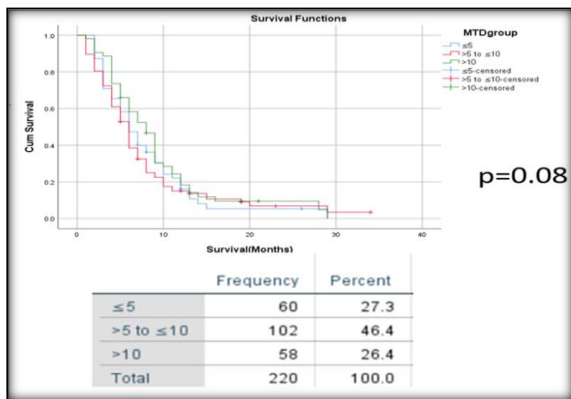 Survival Functions
MTDgroup
≤5
>5 to ≤10
>10
≤5-censored
>5 to ≤10-censored
>10-censored
Cum Survival
1.0
0.8
0.6
0.4
0.2
0.0
0 10 20 30 40
Survival(Months)
p=0.08
Frequency Percent
≤5 60 27.3
>5 to ≤10 102 46.4
>10 58 26.4
Total 220 100.0